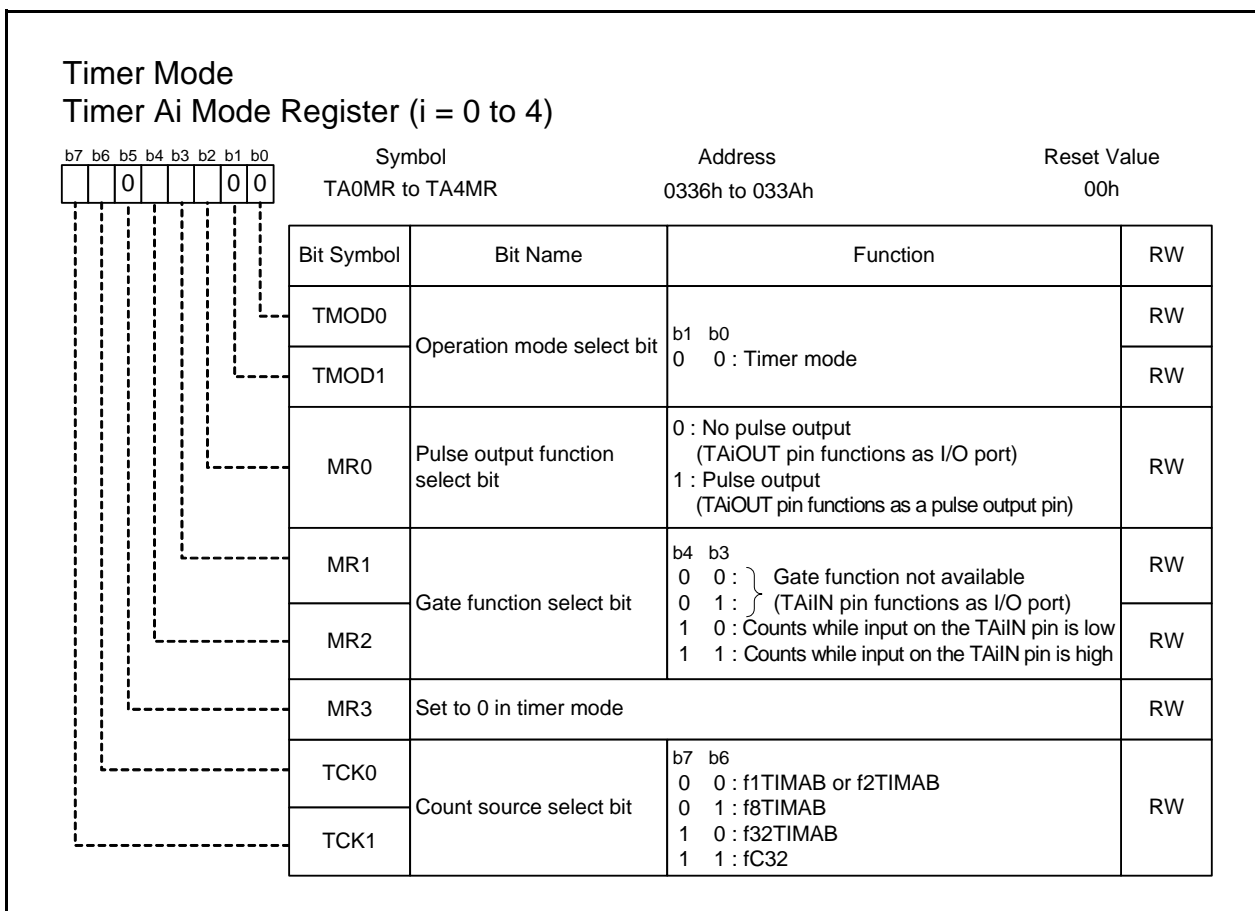 Timer Mode
Timer Ai Mode Register (i = 0 to 4)
b7 b6 b5 b4 b3 b2 b1 b0
0 0 0
Symbol Address Reset Value
TA0MR to TA4MR 0336h to 033Ah 00h
Bit Symbol Bit Name Function RW
TMOD0 RW
Operation mode select bit
b1 b0
0 0 : Timer mode
TMOD1 RW
MR0
Pulse output function
select bit
0 : No pulse output
(TAiOUT pin functions as I/O port)
1 : Pulse output
(TAiOUT pin functions as a pulse output pin)
RW
MR1 RW
Gate function select bit
b4 b3
0 0 : Gate function not available
0 1 : (TAiIN pin functions as I/O port)
1 0 : Counts while input on the TAiIN pin is low
1 1 : Counts while input on the TAiIN pin is high
MR2 RW
MR3 Set to 0 in timer mode RW
TCK0
Count source select bit
b7 b6
0 0 : f1TIMAB or f2TIMAB
0 1 : f8TIMAB
1 0 : f32TIMAB
1 1 : fC32
RW
TCK1